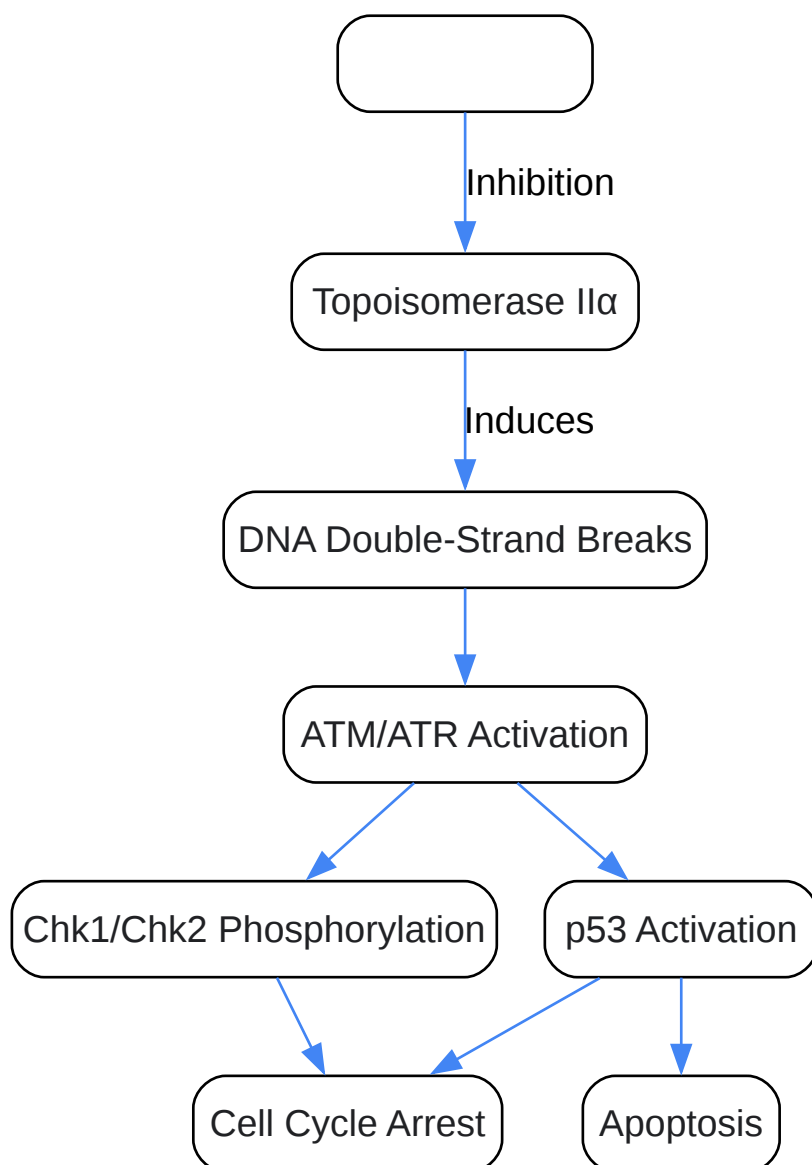 Inhibition
Topoisomerase IIα
Induces
DNA Double-Strand Breaks
ATM/ATR Activation
Chk1/Chk2 Phosphorylation
p53 Activation
Cell Cycle Arrest
Apoptosis